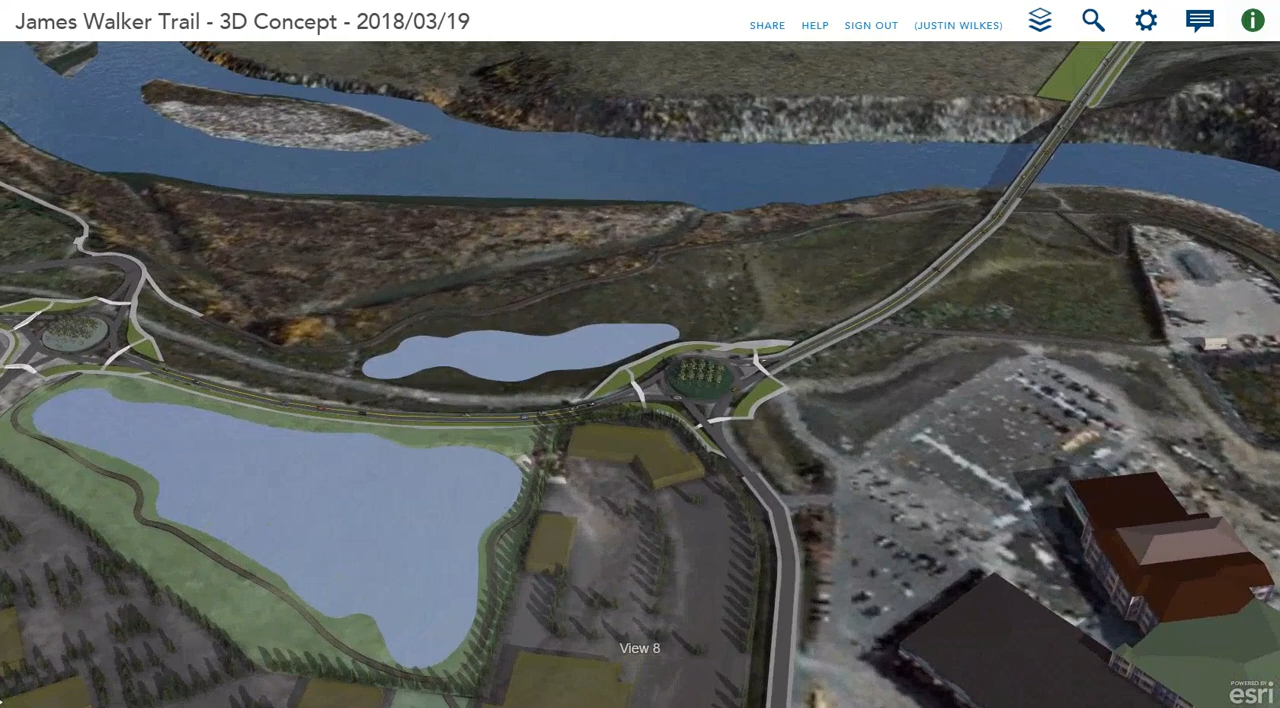 James Walker Trail - 3D Concept - 2018/03/19
SHARE HELP SIGN OUT (JUSTIN WILKES)
View 8
POWERED BY
esri